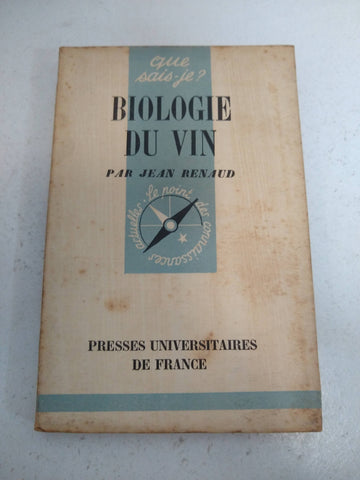 que
sais-je?
BIOLOGIE
DU VIN
PAR JEAN RENAUD
Le point des connaissances actuelles
PRESSES UNIVERSITAIRES
DE FRANCE